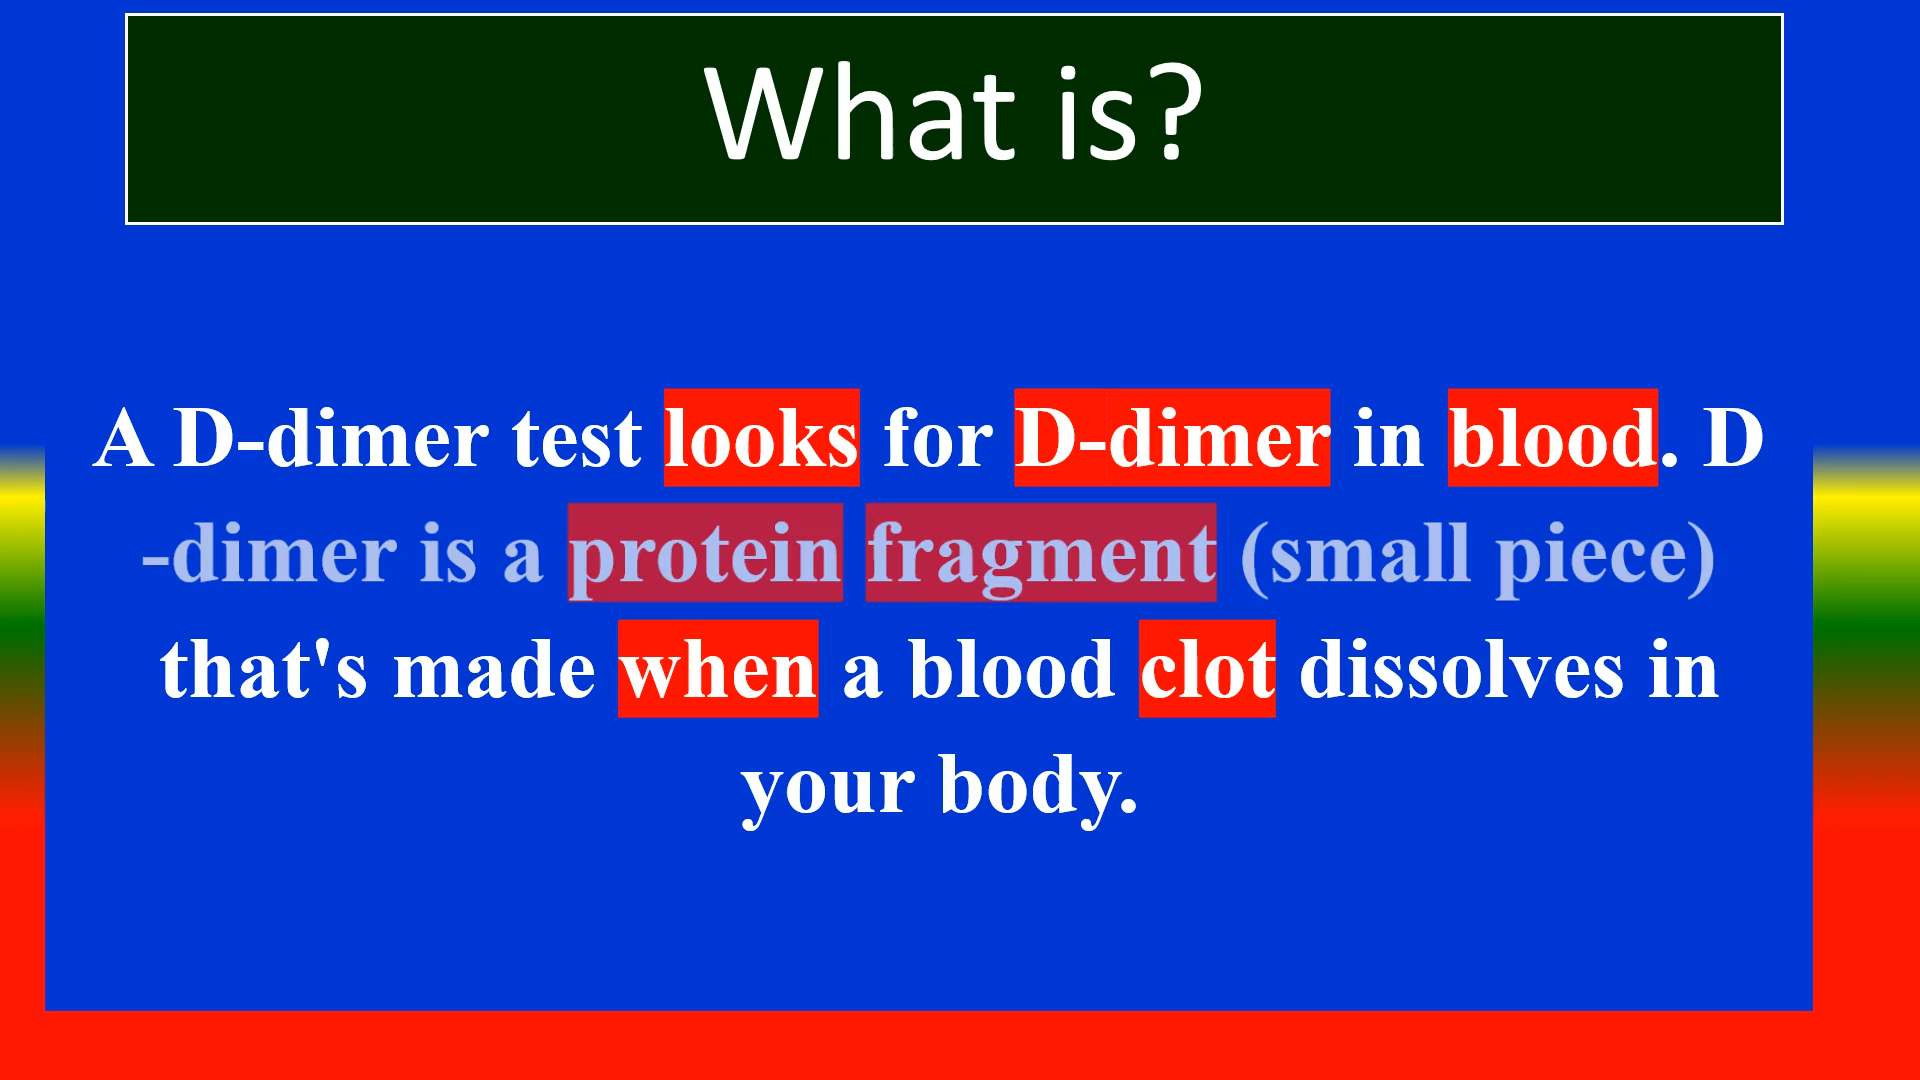 What is?
A D-dimer test looks for D-dimer in blood. D
-dimer is a protein fragment (small piece)
that's made when a blood clot dissolves in
your body.